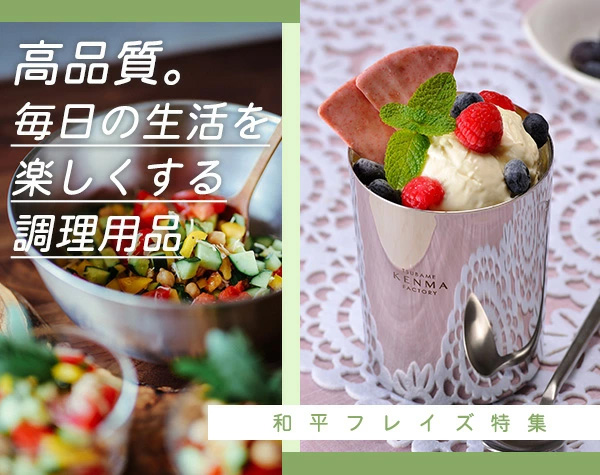 高品質。
毎日の生活を
楽しくする
調理用品
TSUBAME
KENMA
FACTORY
和平フレイズ特集